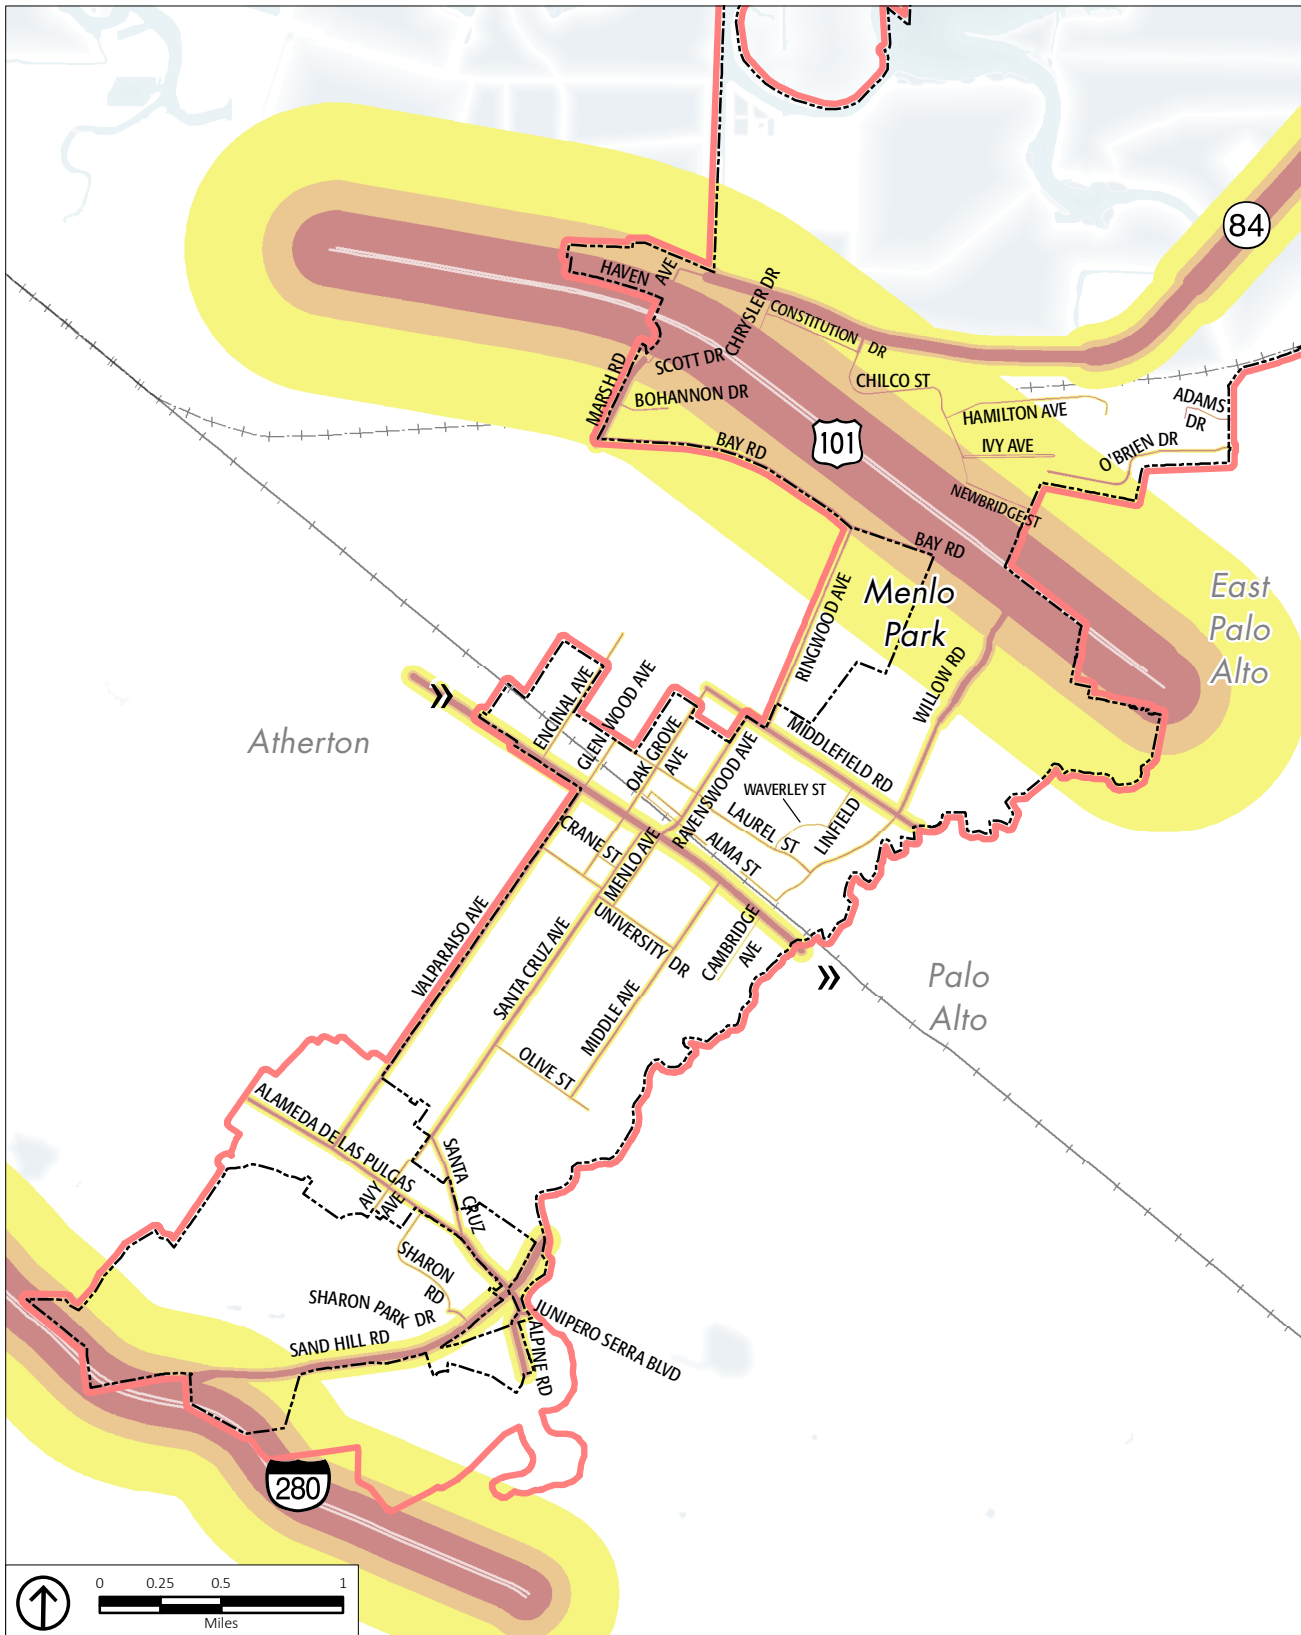 84
HAVEN AVE
CHRYSLER DR
CONSTITUTION DR
SCOTT DR
MARSH RD
BOHANNON DR
CHILCO ST
ADAMS
DR
HAMILTON AVE
101
BAY RD
IVY AVE
O'BRIEN DR
NEWBRIDGE ST
BAY RD
Menlo
Park
East
Palo
Alto
RINGWOOD AVE
WILLOW RD
ENCINAL AVE
GLENWOOD AVE
OAK GROVE
AVE
Atherton
MIDDLEFIELD RD
RAVENSWOOD AVE
WAVERLEY ST
LAUREL ST
LINFIELD
CRANE ST
MENLO AVE
ALMA ST
VALPARAISO AVE
SANTA CRUZ AVE
UNIVERSITY DR
CAMBRIDGE
AVE
Palo
Alto
MIDDLE AVE
OLIVE ST
ALAMEDA DE LAS PULGAS
SANTA CRUZ
AVY
AVE
SHARON
RD
SHARON PARK DR
SAND HILL RD
JUNIPERO SERRA BLVD
ALPINE RD
280
0 0.25 0.5 1
Miles